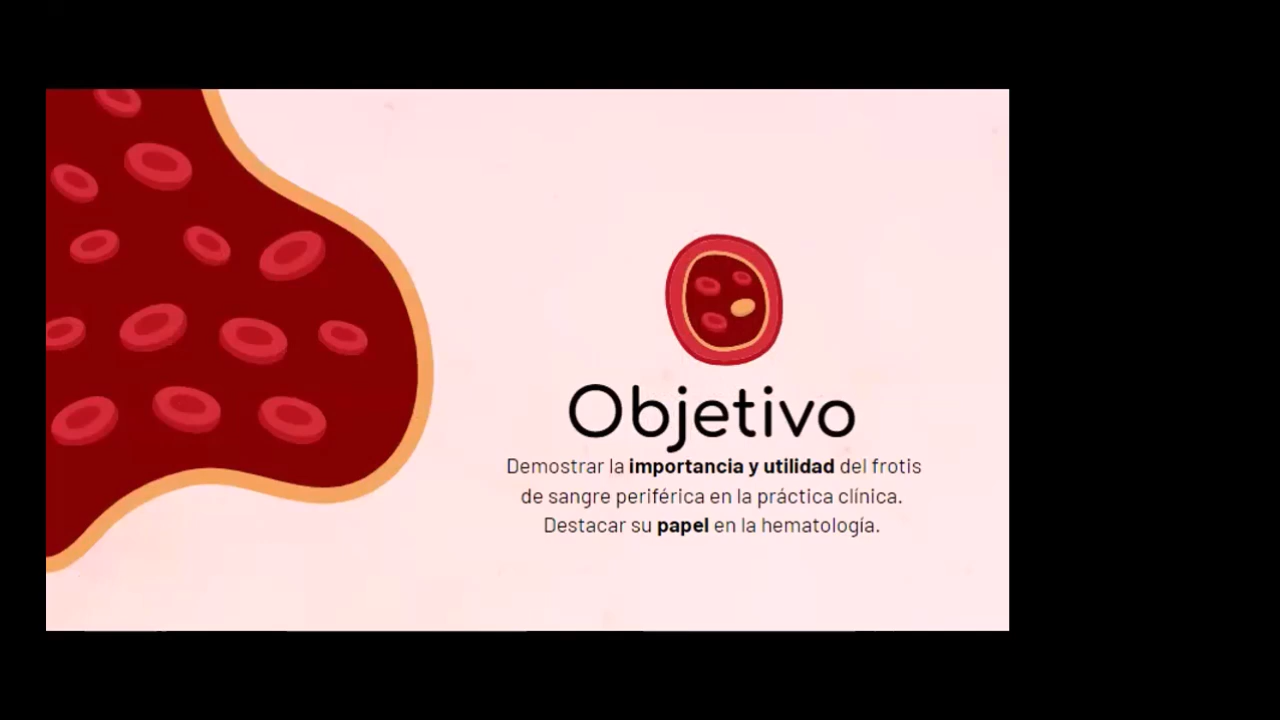 Objetivo
Demostrar la importancia y utilidad del frotis
de sangre periférica en la práctica clínica.
Destacar su papel en la hematología.